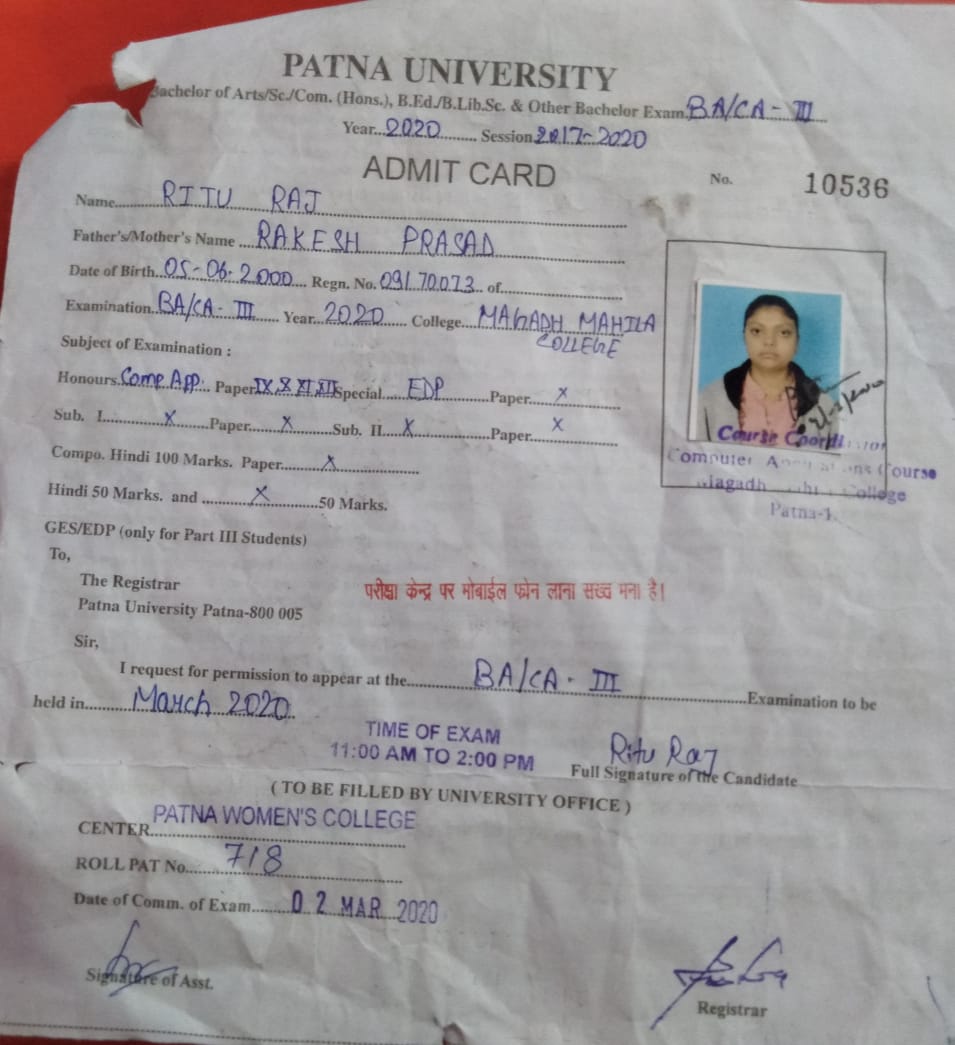 PATNA UNIVERSITY
Bachelor of Arts/Sc./Com. (Hons.), B.Ed./B.Lib.Sc. & Other Bachelor Exam. BA/CA - III
Year...2020......... Session 2017-2020
ADMIT CARD
No. 10536
Name.......... RITU RAJ
Father's/Mother's Name .... RAKESH PRASAD
Date of Birth..05-06-2000.... Regn. No. 09170073.. of
Examination..BA/CA- III..... Year..2020...... College...MAGADH MAHILA
COLLEGE
Subject of Examination :
Honours.Comp. App... Paper IX, X XI XII Special..... EDP ..........Paper.... X
Sub. I........... X ........Paper....... X .......Sub. II.... X ...............Paper.... X
Compo. Hindi 100 Marks. Paper........ X
Hindi 50 Marks. and .......... X ...........50 Marks.
GES/EDP (only for Part III Students)
To,
The Registrar
Patna University Patna-800 005
Sir,
Course Coordinator
Computer Course
College
Patna-1.
परीक्षा केन्द्र पर मोबाईल फोन लाना सख्त मना है।
I request for permission to appear at the........... BA/CA - III ..................Examination to be
held in......... March 2020.
TIME OF EXAM
11:00 AM TO 2:00 PM
Ritu Raj
Full Signature of the Candidate
( TO BE FILLED BY UNIVERSITY OFFICE )
CENTER PATNA WOMEN'S COLLEGE
ROLL PAT No....... 718
Date of Comm. of Exam........ 02 MAR 2020
Signature of Asst.
Registrar